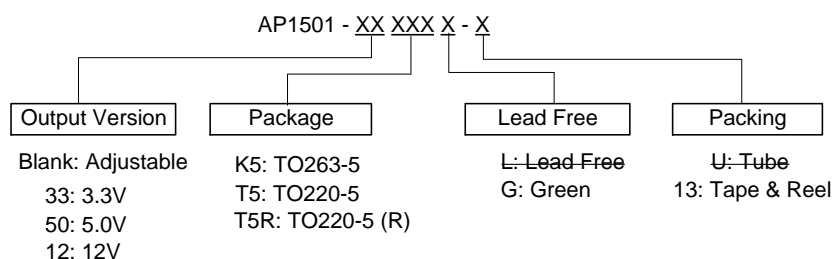 AP1501 - XX XXX X - X
Output Version
Package
Lead Free
Packing
Blank: Adjustable
33: 3.3V
50: 5.0V
12: 12V
K5: TO263-5
T5: TO220-5
T5R: TO220-5 (R)
L: Lead Free
G: Green
U: Tube
13: Tape & Reel